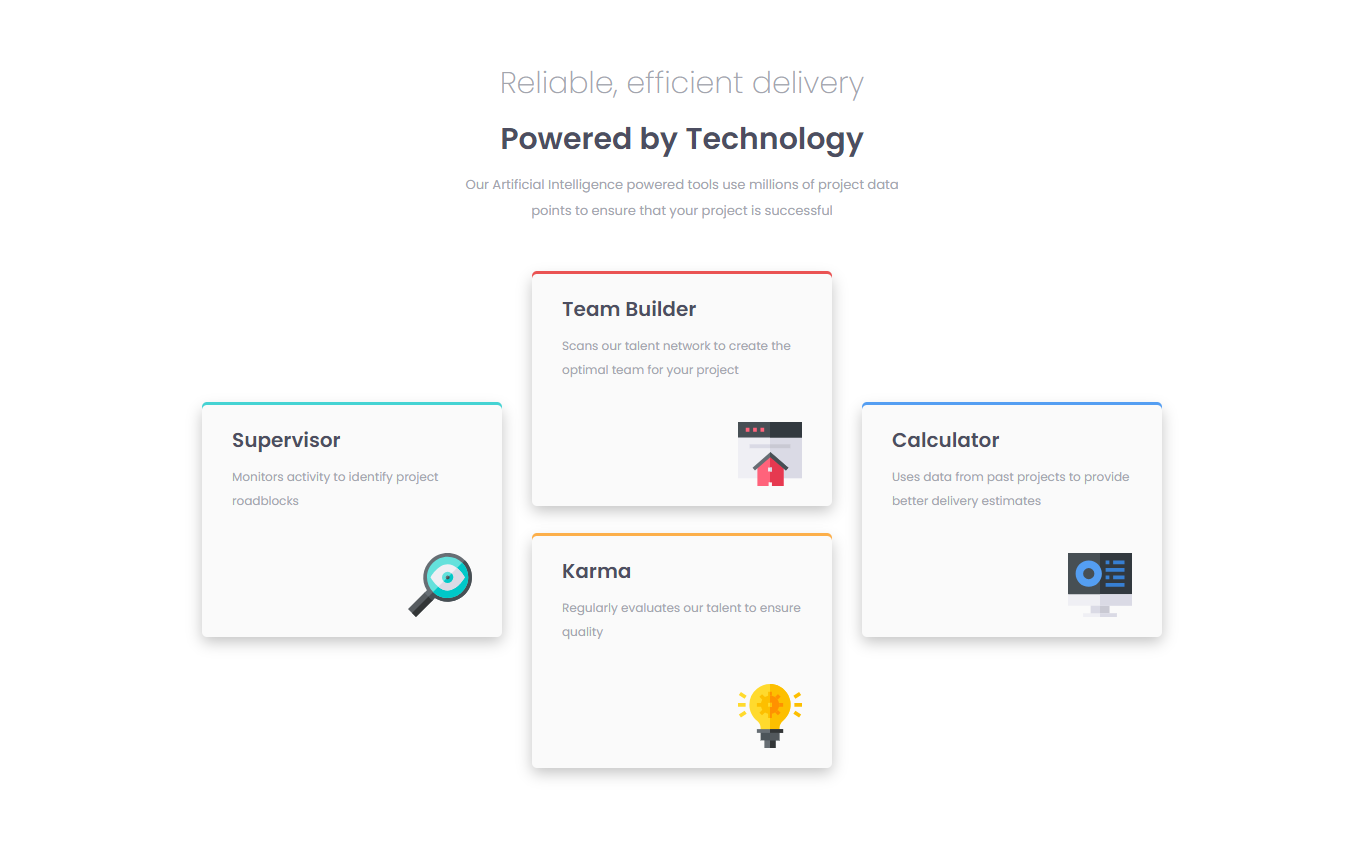 Reliable, efficient delivery
Powered by Technology
Our Artificial Intelligence powered tools use millions of project data
points to ensure that your project is successful
Team Builder
Scans our talent network to create the
optimal team for your project
Supervisor
Monitors activity to identify project
roadblocks
Calculator
Uses data from past projects to provide
better delivery estimates
Karma
Regularly evaluates our talent to ensure
quality